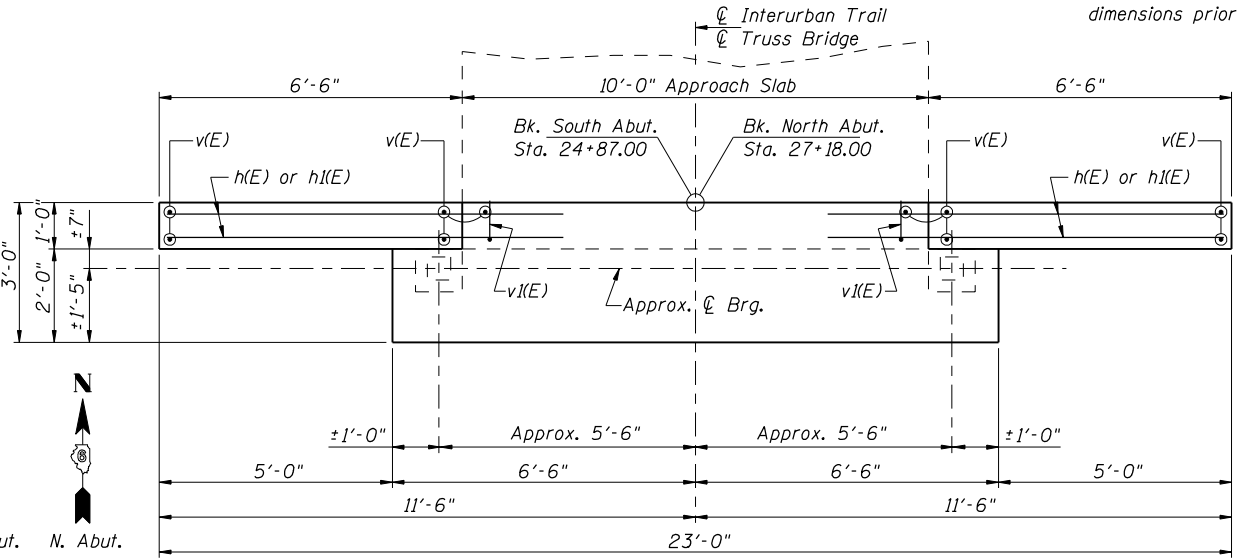 ℄ Interurban Trail
℄ Truss Bridge
dimensions prior
6'-6"
10'-0" Approach Slab
6'-6"
Bk. South Abut.
Sta. 24+87.00
Bk. North Abut.
Sta. 27+18.00
v(E)
v(E)
v(E)
v(E)
h(E) or h1(E)
h(E) or h1(E)
3'-0"
1'-0"
2'-0"
±7"
±1'-5"
v1(E)
v1(E)
Approx. ℄ Brg.
N
6
±1'-0"
Approx. 5'-6"
Approx. 5'-6"
±1'-0"
5'-0"
6'-6"
6'-6"
5'-0"
11'-6"
11'-6"
23'-0"
ut.
N. Abut.